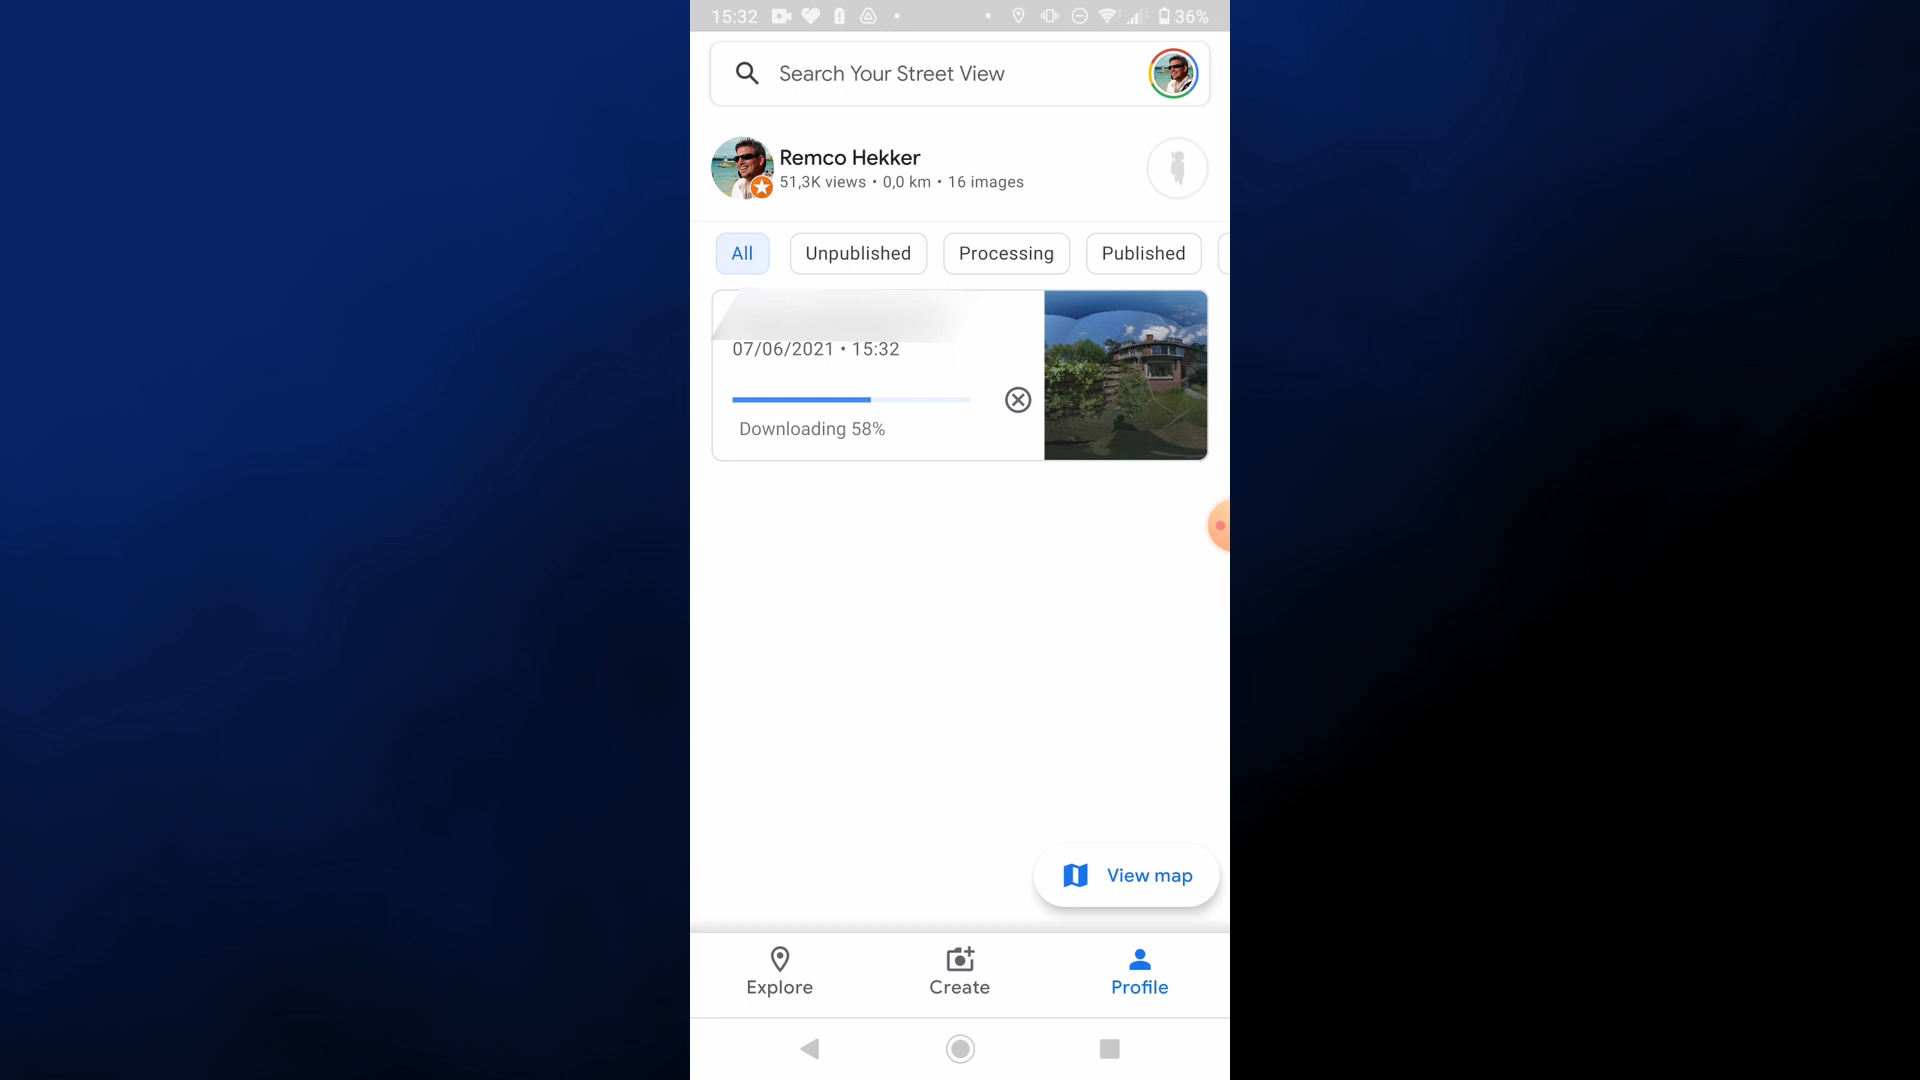 15:32
36%
Search Your Street View
Remco Hekker
51,3K views • 0,0 km • 16 images
All
Unpublished
Processing
Published
07/06/2021 • 15:32
Downloading 58%
View map
Explore
Create
Profile